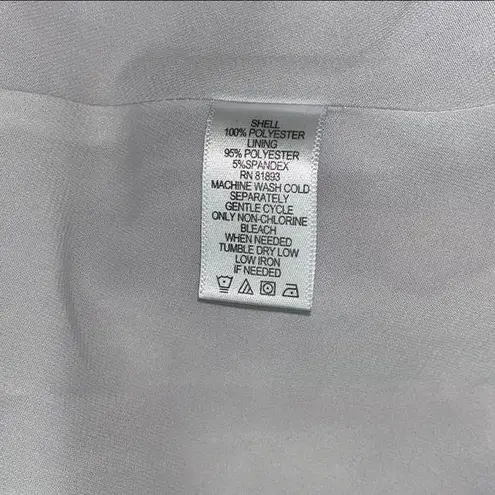 SHELL
100% POLYESTER
LINING
95% POLYESTER
5%SPANDEX
RN 81893
MACHINE WASH COLD
SEPARATELY
GENTLE CYCLE
ONLY NON-CHLORINE
BLEACH
WHEN NEEDED
TUMBLE DRY LOW
LOW IRON
IF NEEDED